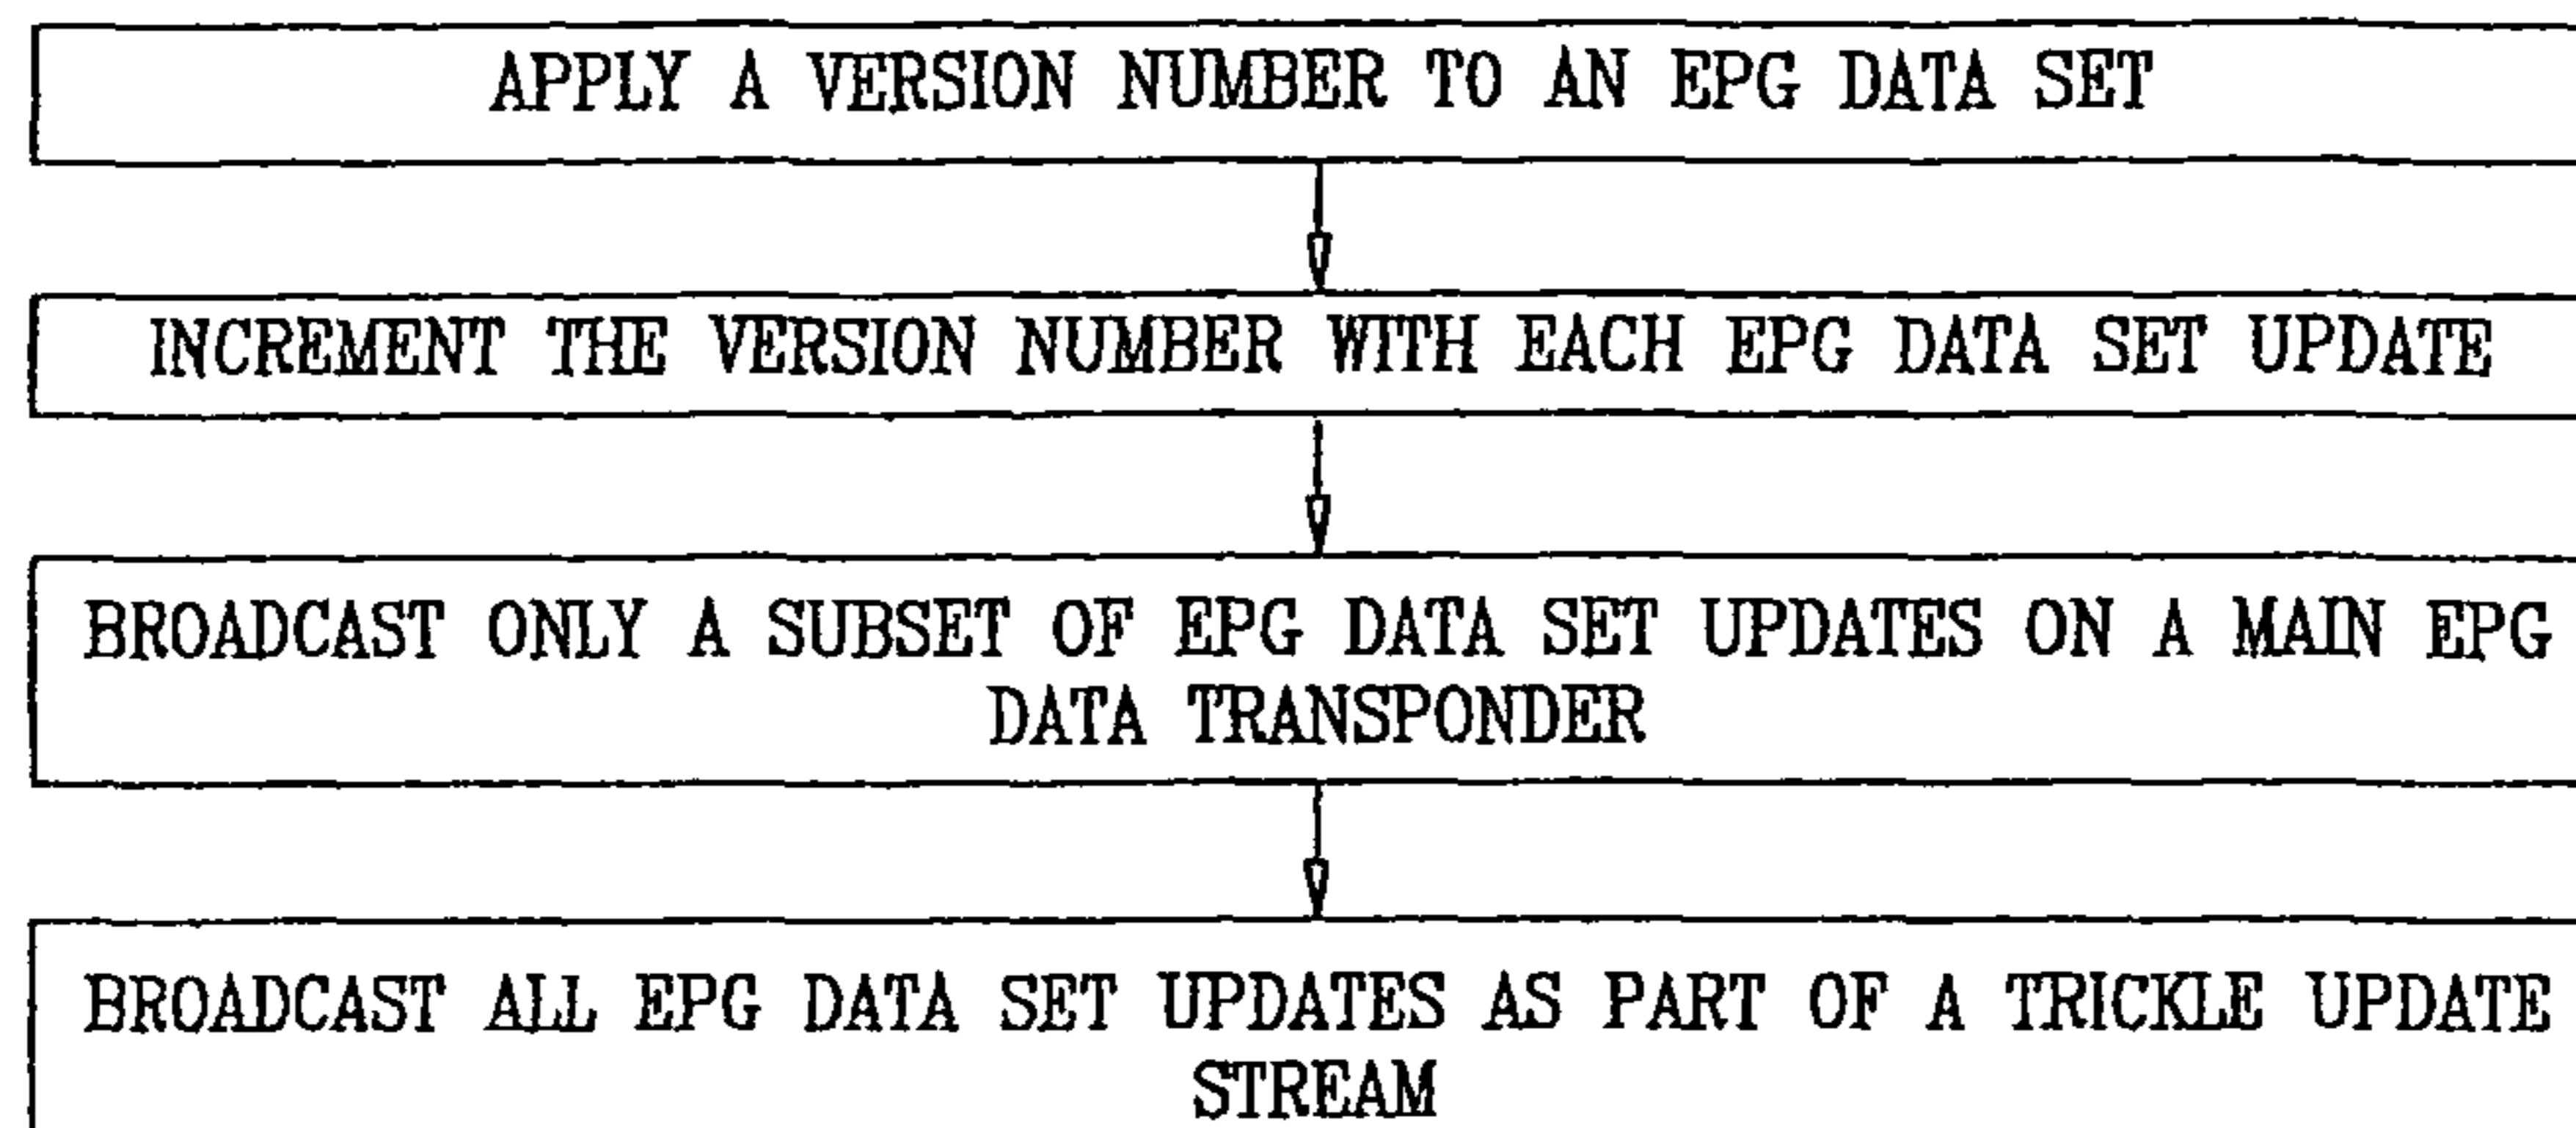 APPLY A VERSION NUMBER TO AN EPG DATA SET
INCREMENT THE VERSION NUMBER WITH EACH EPG DATA SET UPDATE
BROADCAST ONLY A SUBSET OF EPG DATA SET UPDATES ON A MAIN EPG
DATA TRANSPONDER
BROADCAST ALL EPG DATA SET UPDATES AS PART OF A TRICKLE UPDATE
STREAM